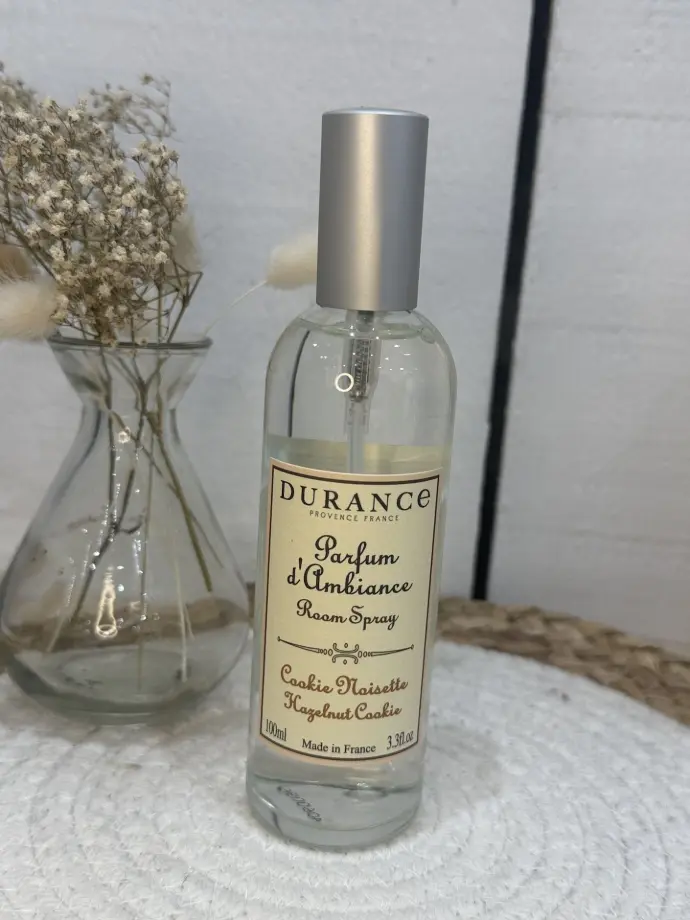 DURANCE
PROVENCE FRANCE
Parfum
d'Ambiance
Room Spray
Cookie Noisette
Hazelnut Cookie
100ml Made in France 3.3fl.oz